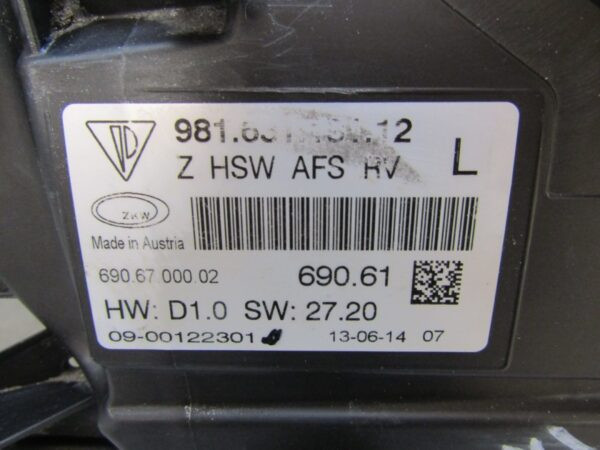 Z HSW AFS RV L
ZKW
Made in Austria
690.67.000.02 690.61
HW: D1.0 SW: 27.20
09-00122301 13-06-14 07